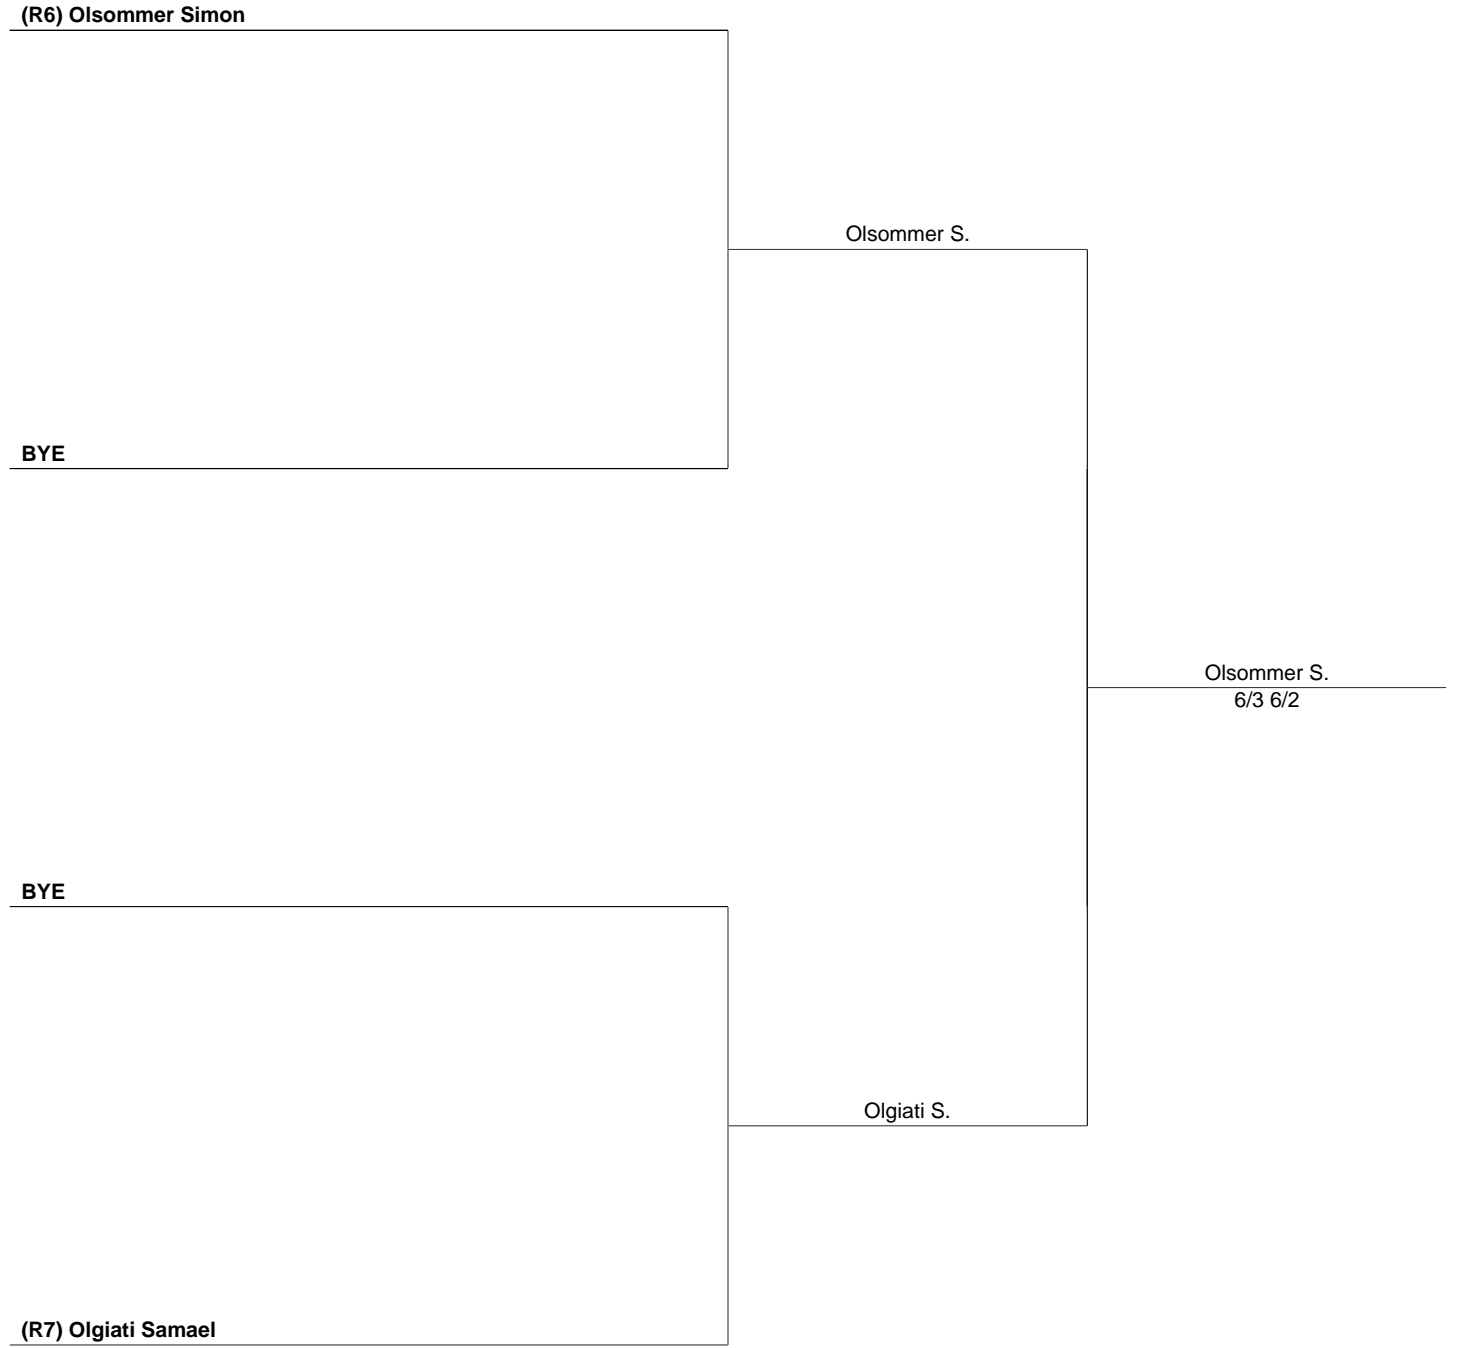 (R6) Olsommer Simon
Olsommer S.
BYE
Olsommer S.
6/3 6/2
BYE
Olgiati S.
(R7) Olgiati Samael